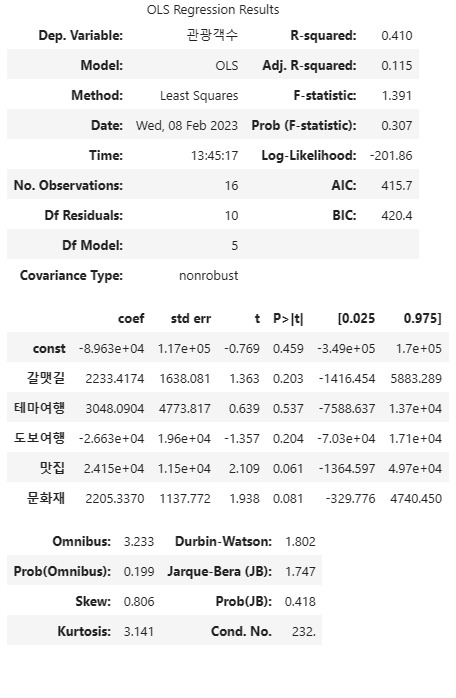 OLS Regression Results
Dep. Variable: 관광객수 R-squared: 0.410
Model: OLS Adj. R-squared: 0.115
Method: Least Squares F-statistic: 1.391
Date: Wed, 08 Feb 2023 Prob (F-statistic): 0.307
Time: 13:45:17 Log-Likelihood: -201.86
No. Observations: 16 AIC: 415.7
Df Residuals: 10 BIC: 420.4
Df Model: 5
Covariance Type: nonrobust
coef std err t P>|t| [0.025 0.975]
const -8.963e+04 1.17e+05 -0.769 0.459 -3.49e+05 1.7e+05
갈맷길 2233.4174 1638.081 1.363 0.203 -1416.454 5883.289
테마여행 3048.0904 4773.817 0.639 0.537 -7588.637 1.37e+04
도보여행 -2.663e+04 1.96e+04 -1.357 0.204 -7.03e+04 1.71e+04
맛집 2.415e+04 1.15e+04 2.109 0.061 -1364.597 4.97e+04
문화재 2205.3370 1137.772 1.938 0.081 -329.776 4740.450
Omnibus: 3.233 Durbin-Watson: 1.802
Prob(Omnibus): 0.199 Jarque-Bera (JB): 1.747
Skew: 0.806 Prob(JB): 0.418
Kurtosis: 3.141 Cond. No. 232.